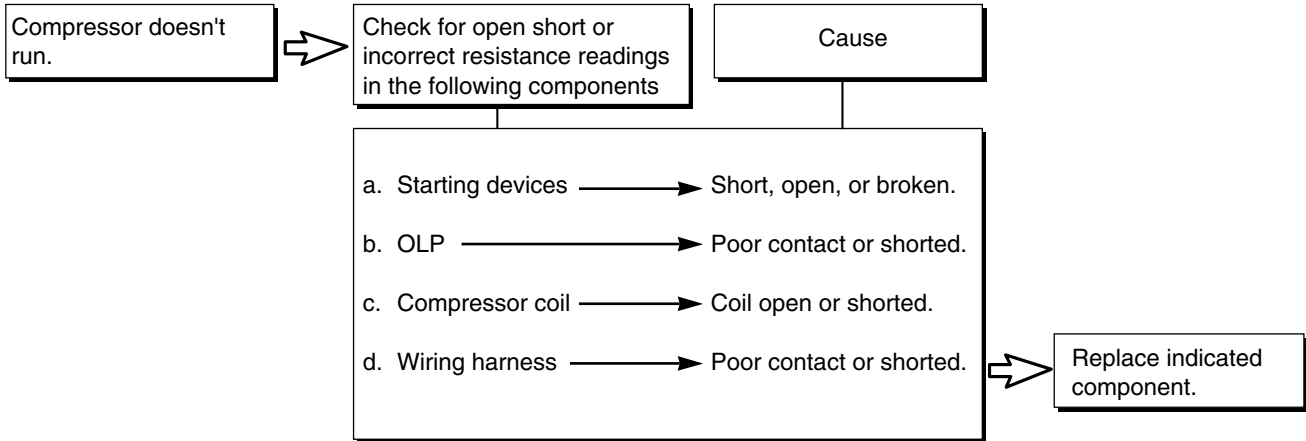 Compressor doesn't
run.
Check for open short or
incorrect resistance readings
in the following components
Cause
a. Starting devices Short, open, or broken.
b. OLP Poor contact or shorted.
c. Compressor coil Coil open or shorted.
d. Wiring harness Poor contact or shorted.
Replace indicated
component.